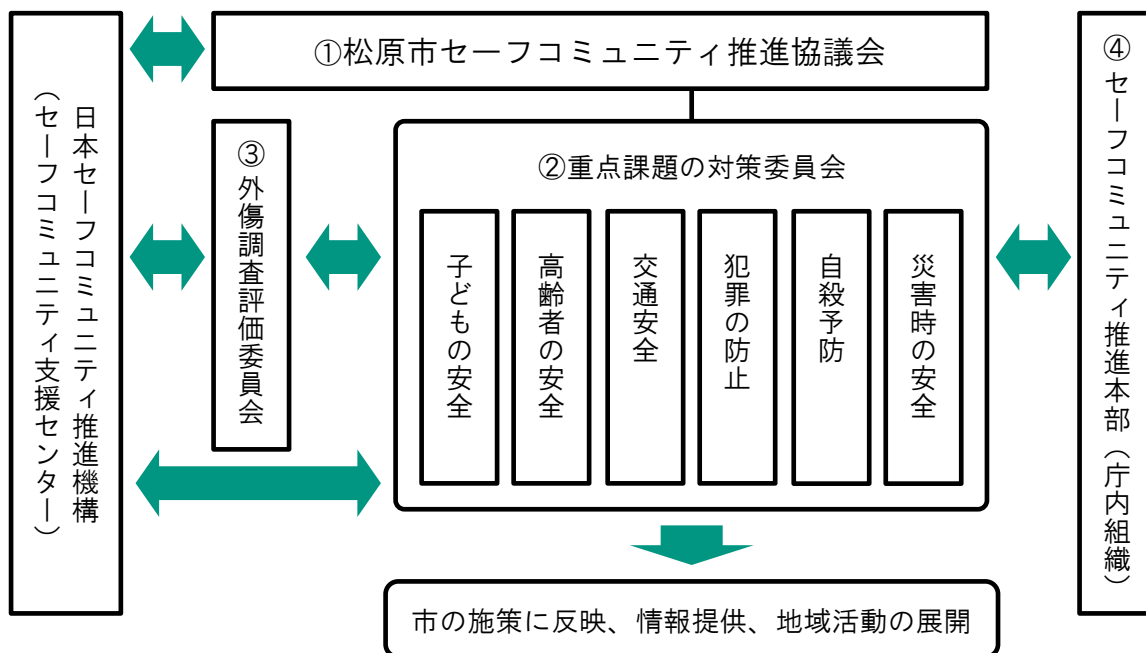 ①松原市セーフコミュニティ推進協議会
日本セーフコミュニティ推進機構
（セーフコミュニティ支援センター）
③外傷調査評価委員会
②重点課題の対策委員会
子どもの安全
高齢者の安全
交通安全
犯罪の防止
自殺予防
災害時の安全
④セーフコミュニティ推進本部（庁内組織）
市の施策に反映、情報提供、地域活動の展開